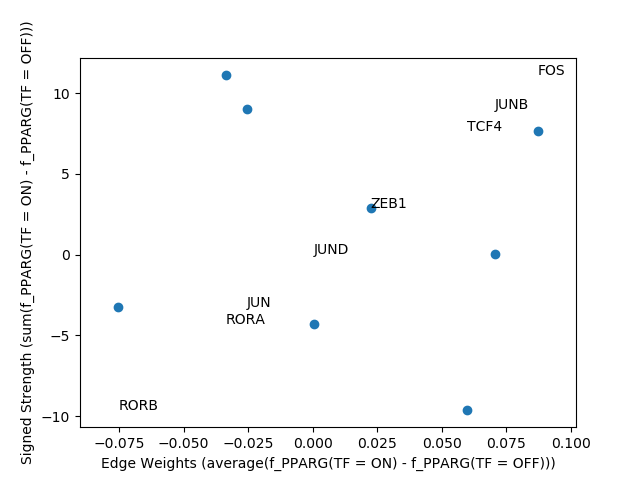 FOS
JUNB
TCF4
ZEB1
JUND
JUN
RORA
RORB
10
5
0
−5
−10
−0.075
−0.050
−0.025
0.000
0.025
0.050
0.075
0.100
Edge Weights (average(f_PPARG(TF = ON) - f_PPARG(TF = OFF)))
Signed Strength (sum(f_PPARG(TF = ON) - f_PPARG(TF = OFF)))